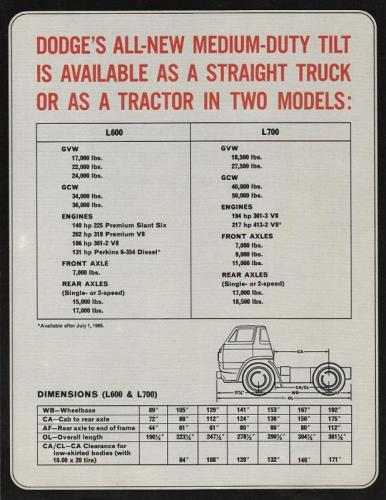 DODGE'S ALL-NEW MEDIUM-DUTY TILT
IS AVAILABLE AS A STRAIGHT TRUCK
OR AS A TRACTOR IN TWO MODELS:
L600
GVW
17,000 lbs.
22,000 lbs.
24,000 lbs.
GCW
34,000 lbs.
36,000 lbs.
ENGINES
140 hp 225 Premium Slant Six
202 hp 318 Premium V8
186 hp 361-2 V8
131 hp Perkins 6-354 Diesel*
FRONT AXLE
7,000 lbs.
REAR AXLES
(Single- or 2-speed)
15,000 lbs.
17,000 lbs.
L700
GVW
18,500 lbs.
27,500 lbs.
GCW
40,000 lbs.
50,000 lbs.
ENGINES
194 hp 361-3 V8
217 hp 413-2 V8*
FRONT AXLES
7,000 lbs.
9,000 lbs.
11,000 lbs.
REAR AXLES
(Single- or 2-speed)
17,000 lbs.
18,500 lbs.
*Available after July 1, 1966.
CA
CA/CL
WB
OL
DIMENSIONS (L600 & L700)
WB—Wheelbase 89" 105" 129" 141" 153" 167" 192"
CA—Cab to rear axle 72" 88" 112" 124" 136" 150" 175"
AF—Rear axle to end of frame 44" 61" 61" 80" 80" 80" 112"
OL—Overall length 190½" 223½" 247½" 278½" 290½" 304½" 361½"
CA/CL—CA Clearance for
low-skirted bodies (with
10.00 x 20 tire) 84" 108" 120" 132" 146" 171"